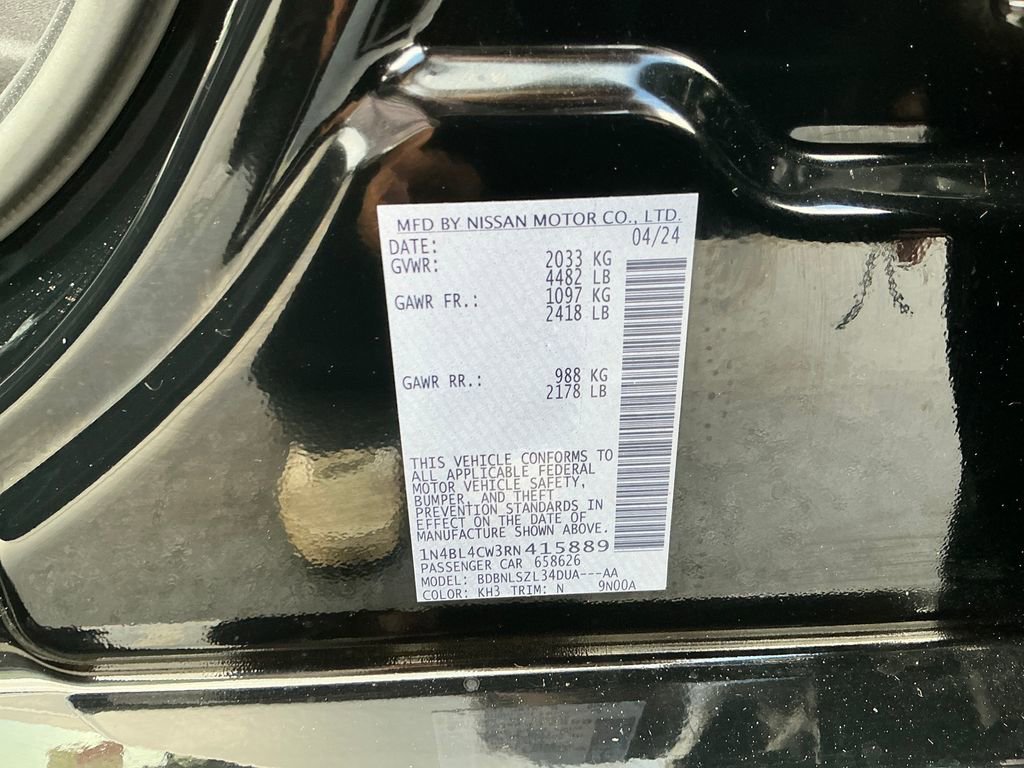 MFD BY NISSAN MOTOR CO., LTD.
DATE: 04/24
GVWR: 2033 KG
4482 LB
GAWR FR.: 1097 KG
2418 LB
GAWR RR.: 988 KG
2178 LB
THIS VEHICLE CONFORMS TO
ALL APPLICABLE FEDERAL
MOTOR VEHICLE SAFETY,
BUMPER, AND THEFT
PREVENTION STANDARDS IN
EFFECT ON THE DATE OF
MANUFACTURE SHOWN ABOVE.
1N4BL4CW3RN415889
PASSENGER CAR 658626
MODEL: BDBNLSZL34DUA---AA
COLOR: KH3 TRIM: N 9N00A